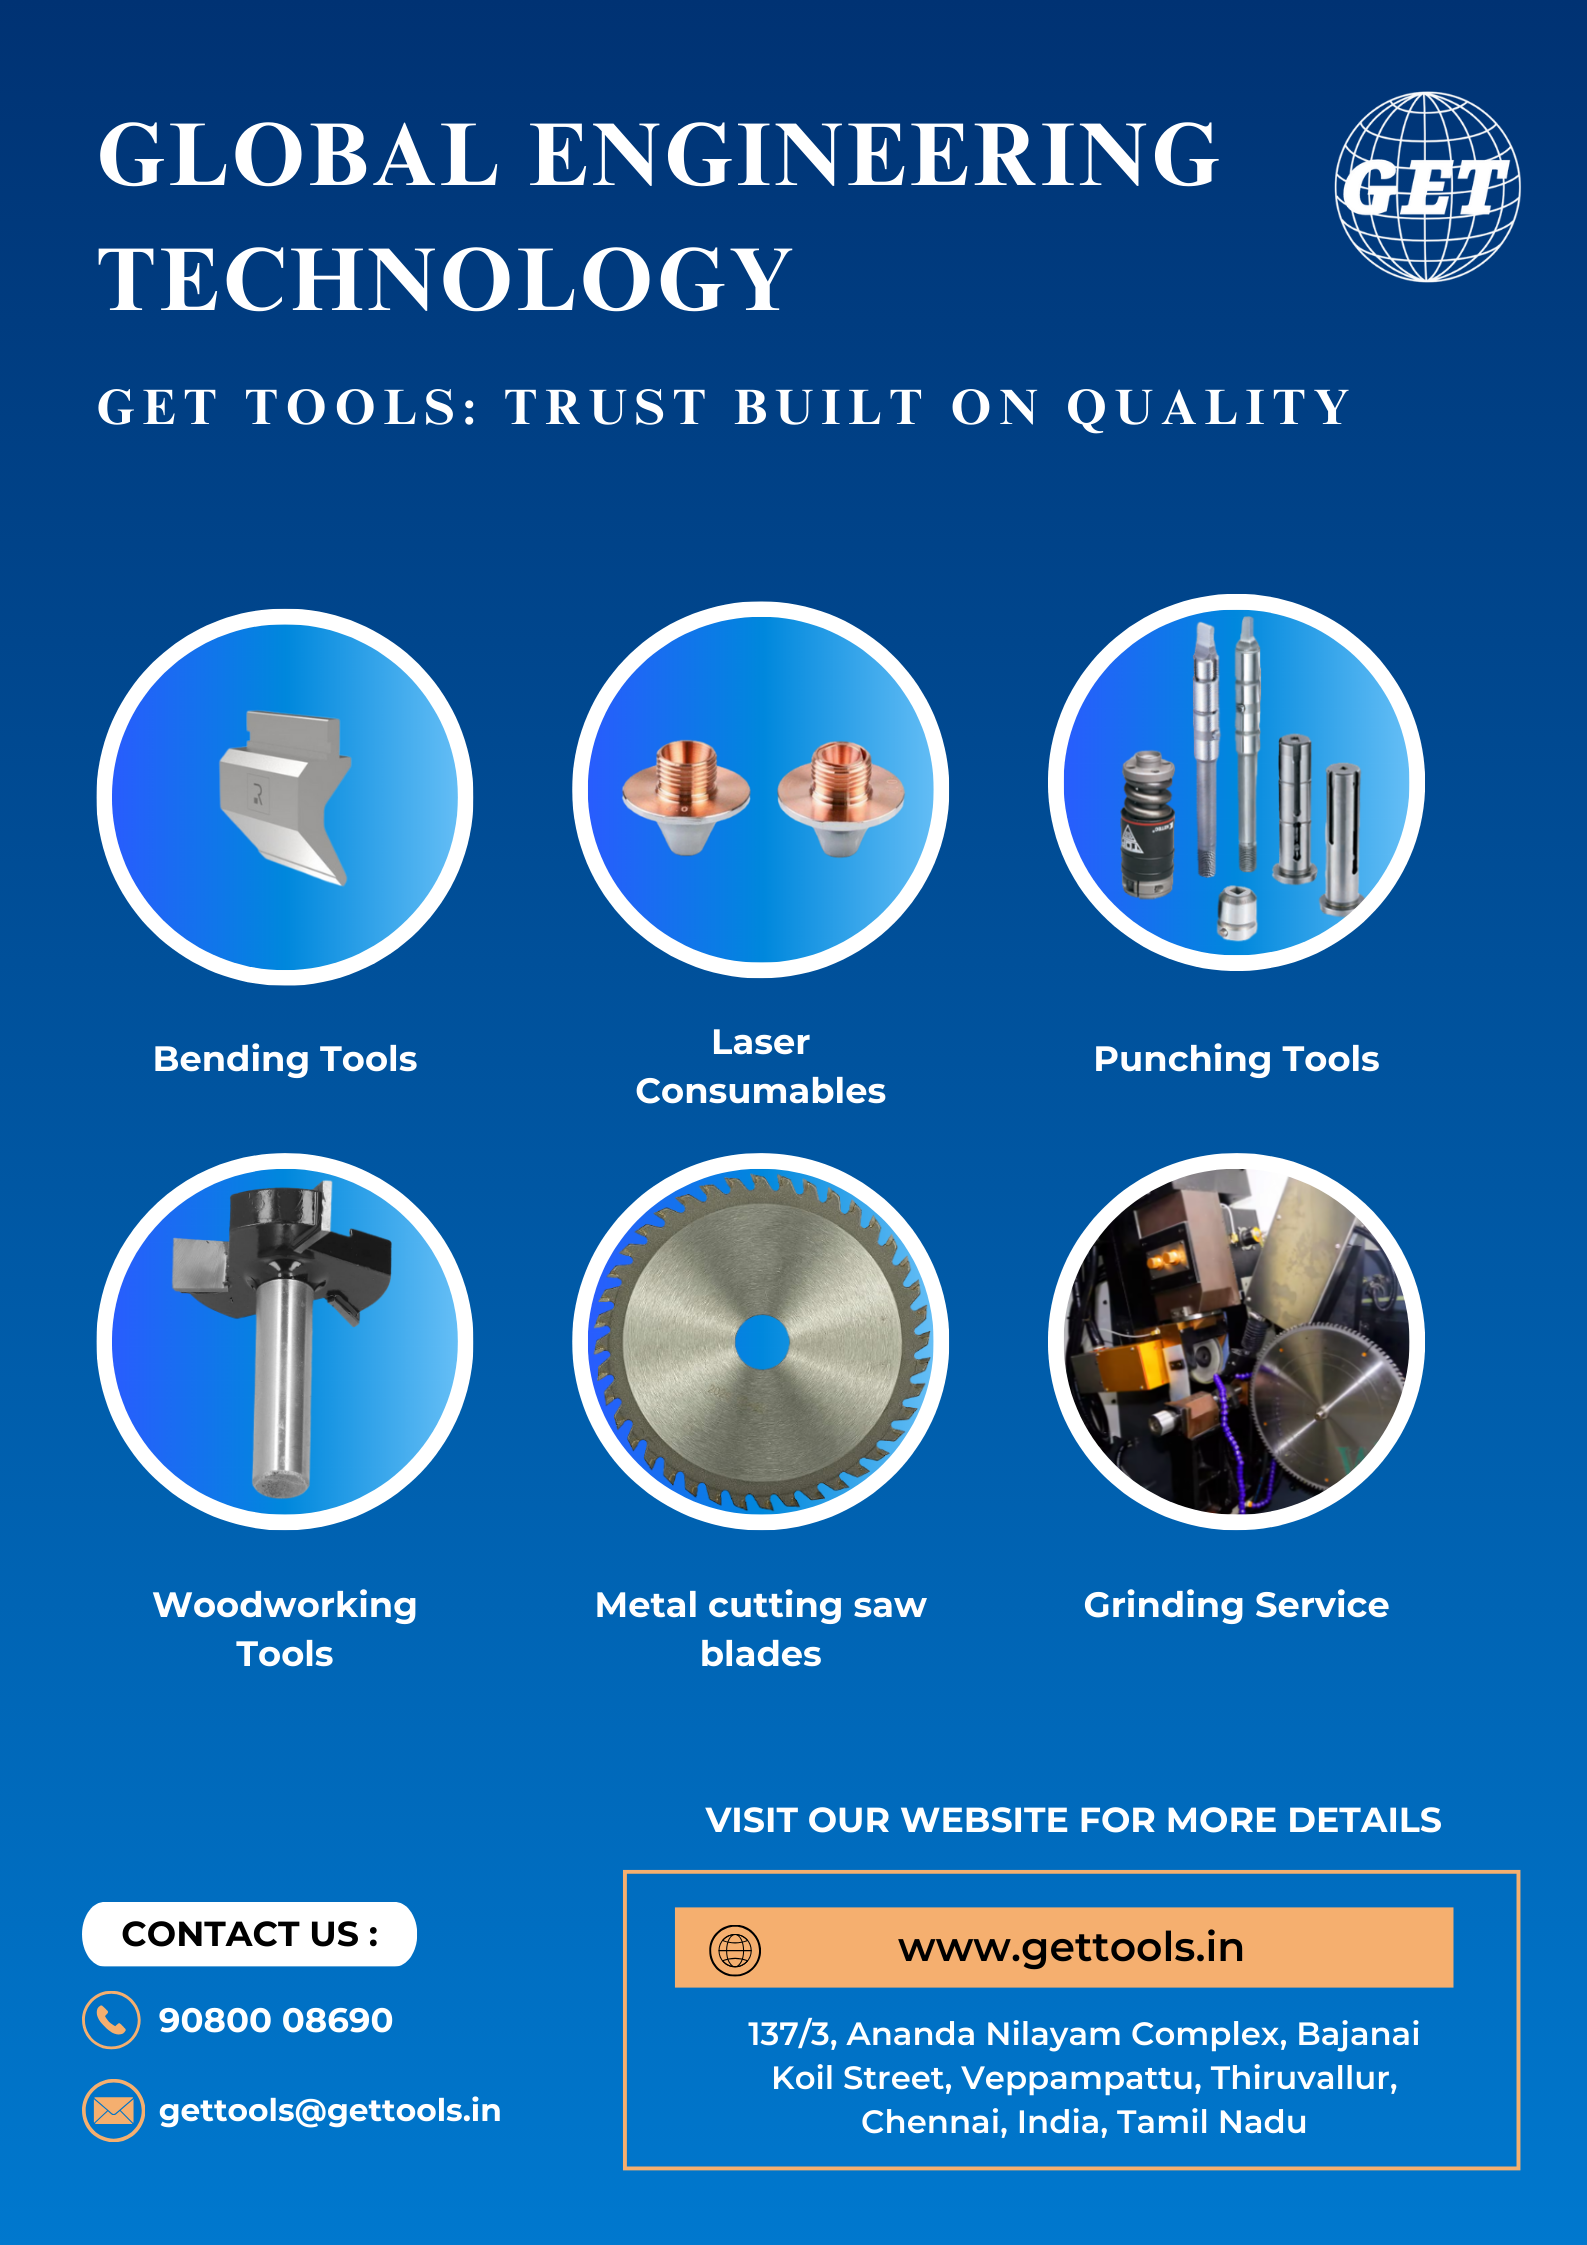 GLOBAL ENGINEERING
TECHNOLOGY
GET
GET TOOLS: TRUST BUILT ON QUALITY
Bending Tools
Laser
Consumables
Punching Tools
Woodworking
Tools
Metal cutting saw
blades
Grinding Service
VISIT OUR WEBSITE FOR MORE DETAILS
www.gettools.in
137/3, Ananda Nilayam Complex, Bajanai
Koil Street, Veppampattu, Thiruvallur,
Chennai, India, Tamil Nadu
CONTACT US :
90800 08690
gettools@gettools.in